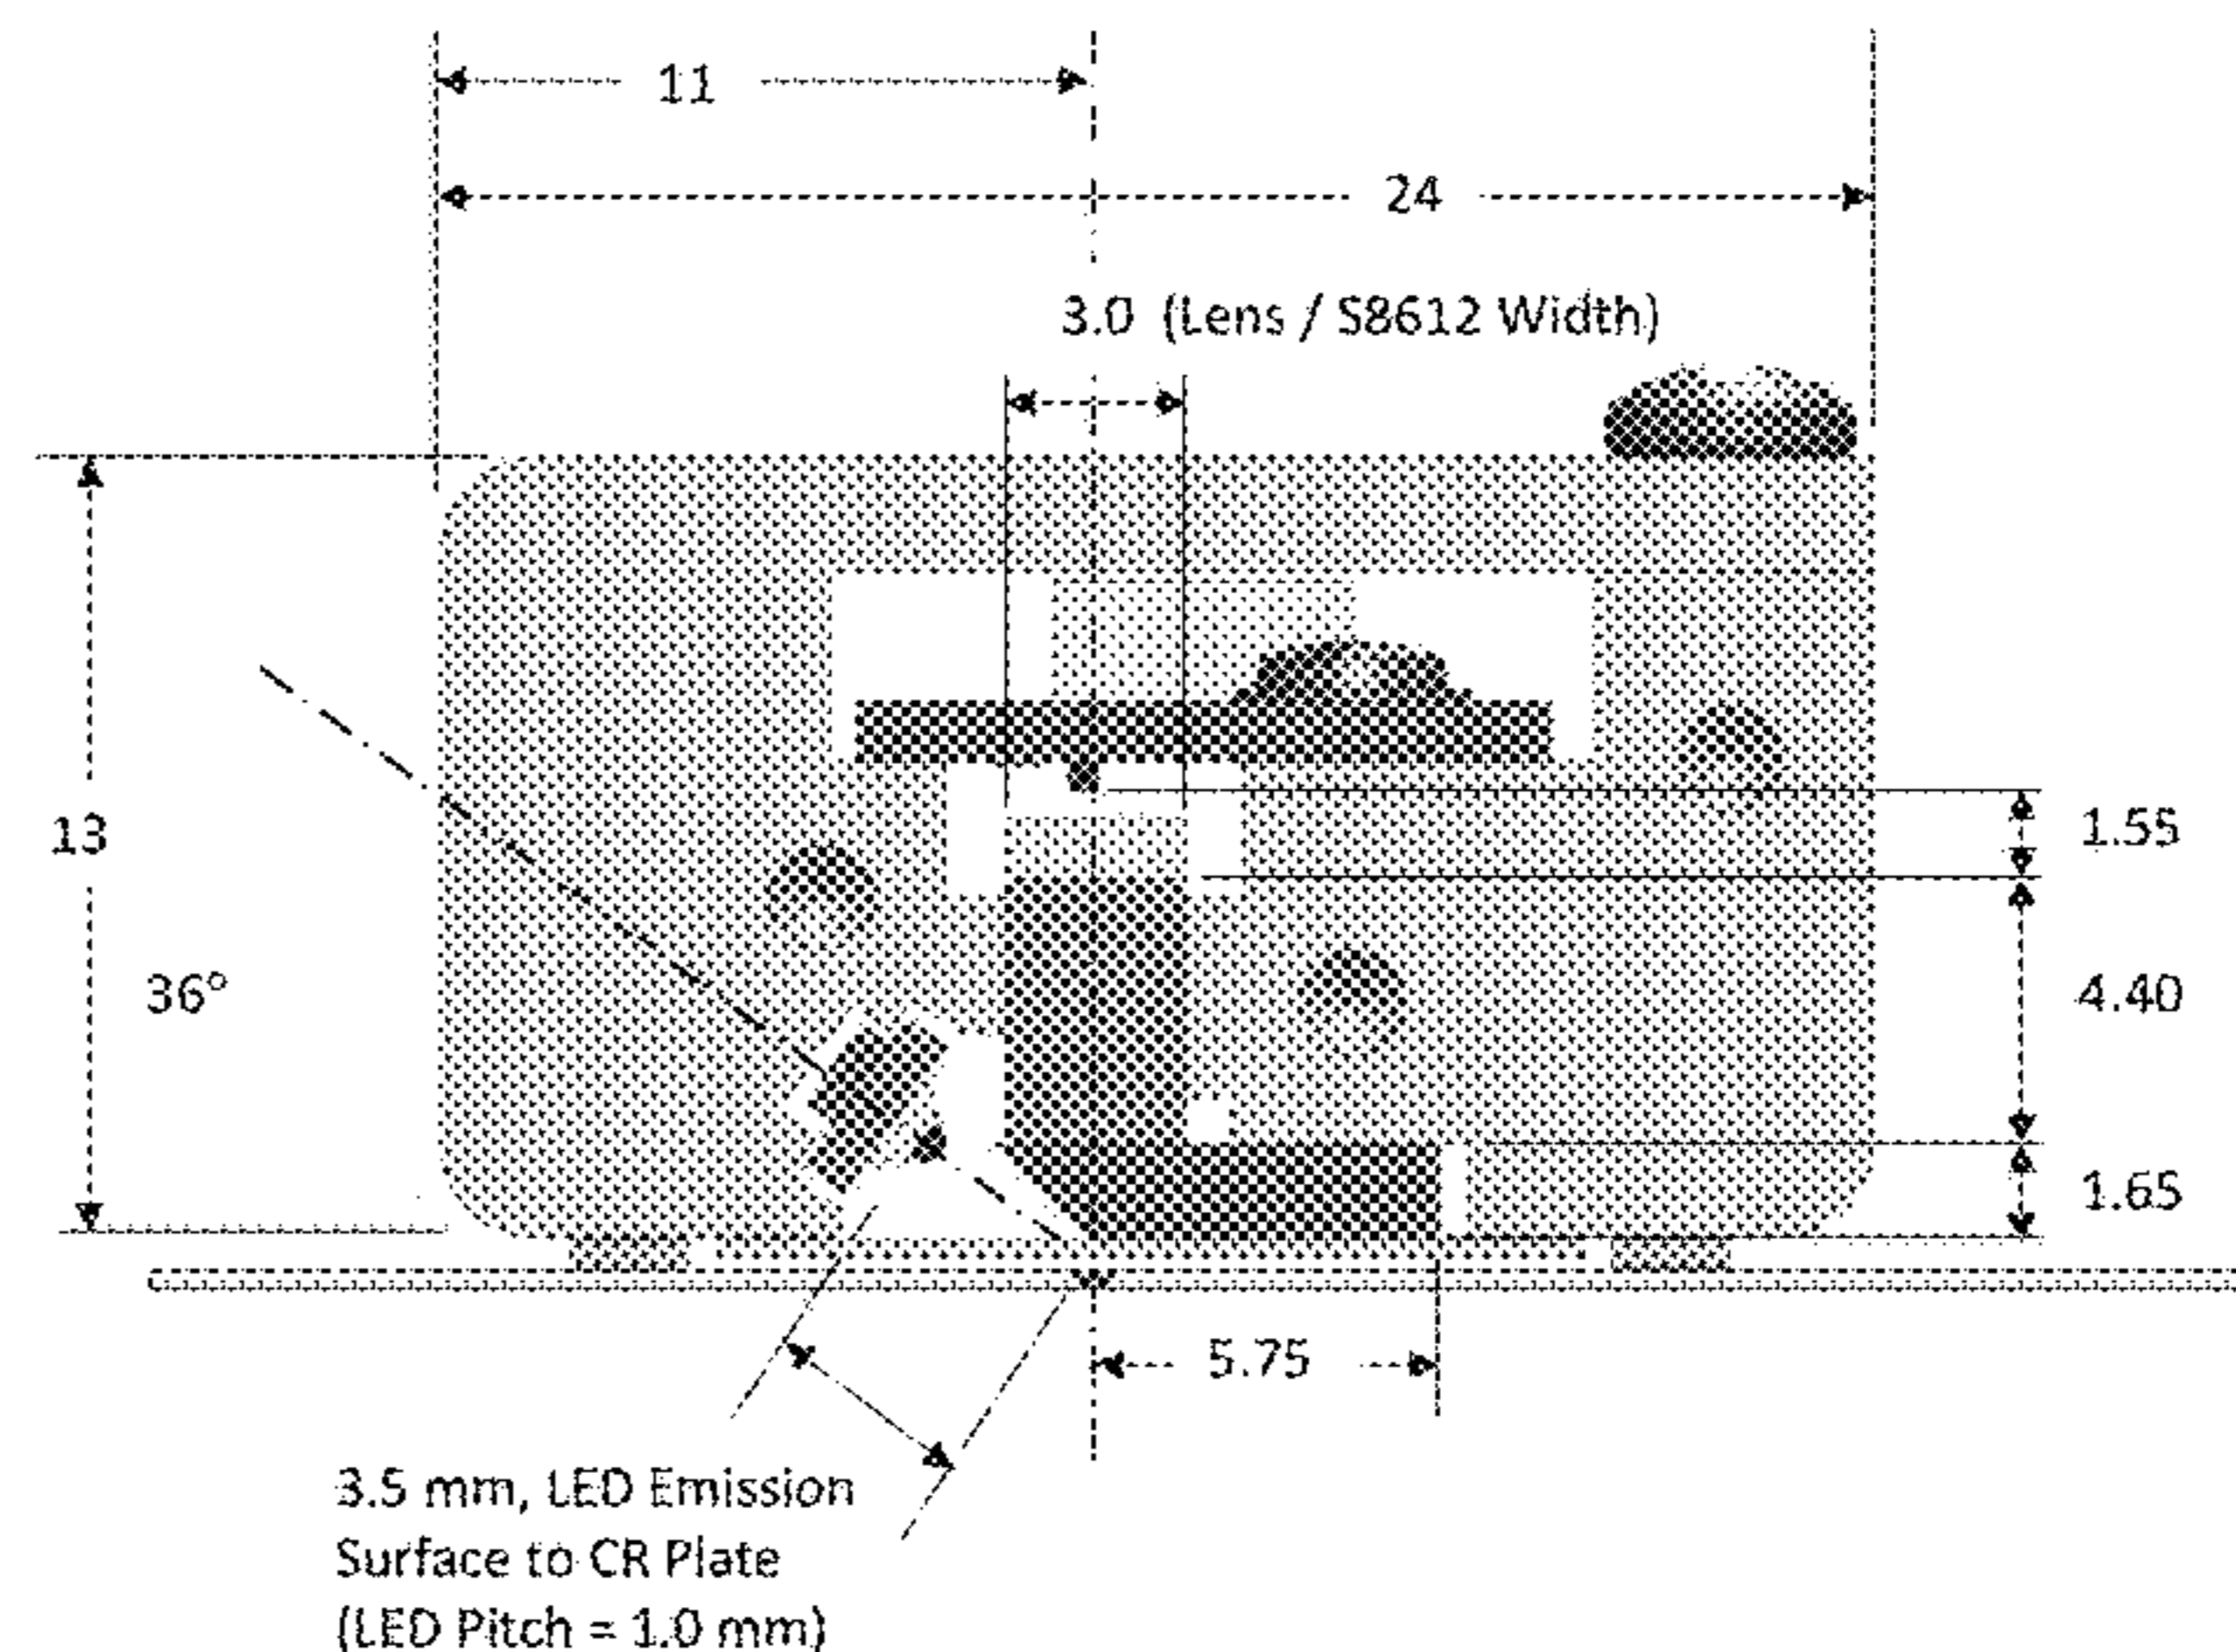 11
24
3.0 (Lens / S8612 Width)
13
1.55
36°
4.40
1.65
5.75
3.5 mm, LED Emission
Surface to CR Plate
(LED Pitch = 1.0 mm)